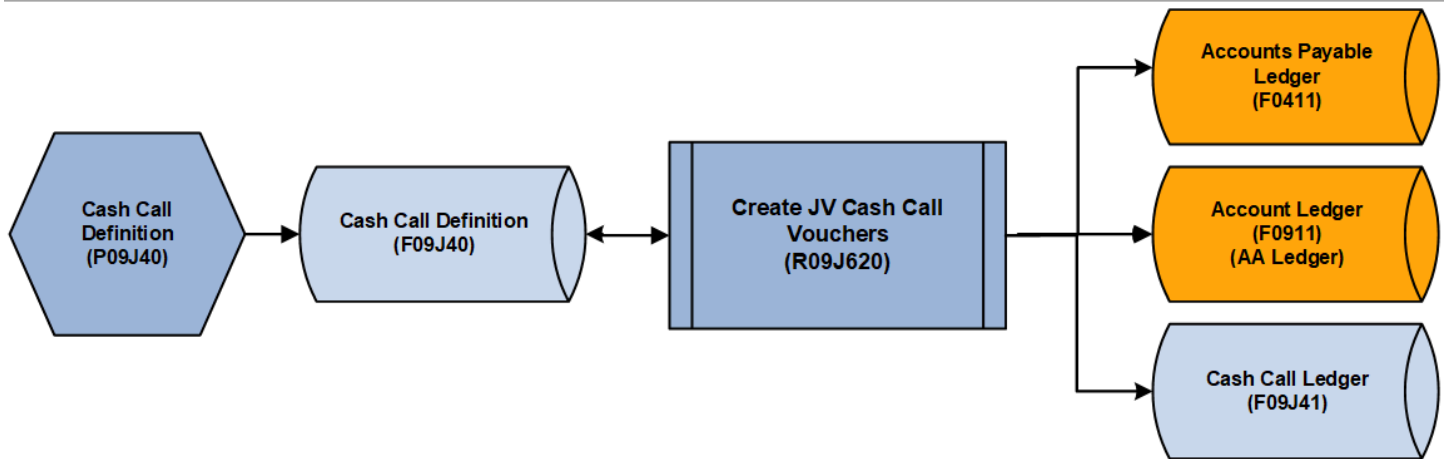 Cash Call
Definition
(P09J40)
Cash Call Definition
(F09J40)
Create JV Cash Call
Vouchers
(R09J620)
Accounts Payable
Ledger
(F0411)
Account Ledger
(F0911)
(AA Ledger)
Cash Call Ledger
(F09J41)